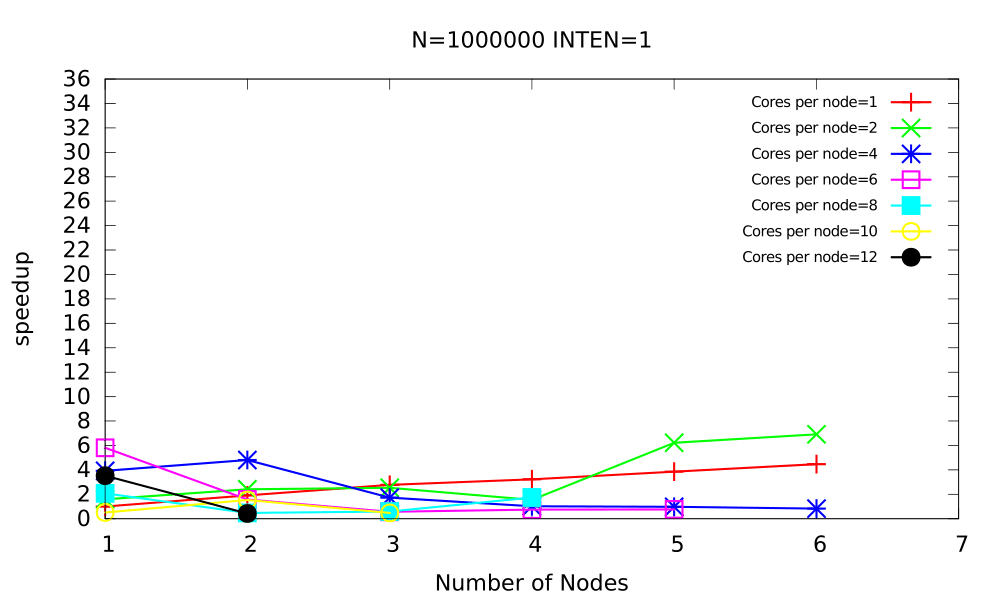 N=1000000 INTEN=1
36
34
32
30
28
26
24
22
20
18
16
14
12
10
8
6
4
2
0
speedup
Cores per node=1
Cores per node=2
Cores per node=4
Cores per node=6
Cores per node=8
Cores per node=10
Cores per node=12
1 2 3 4 5 6 7
Number of Nodes